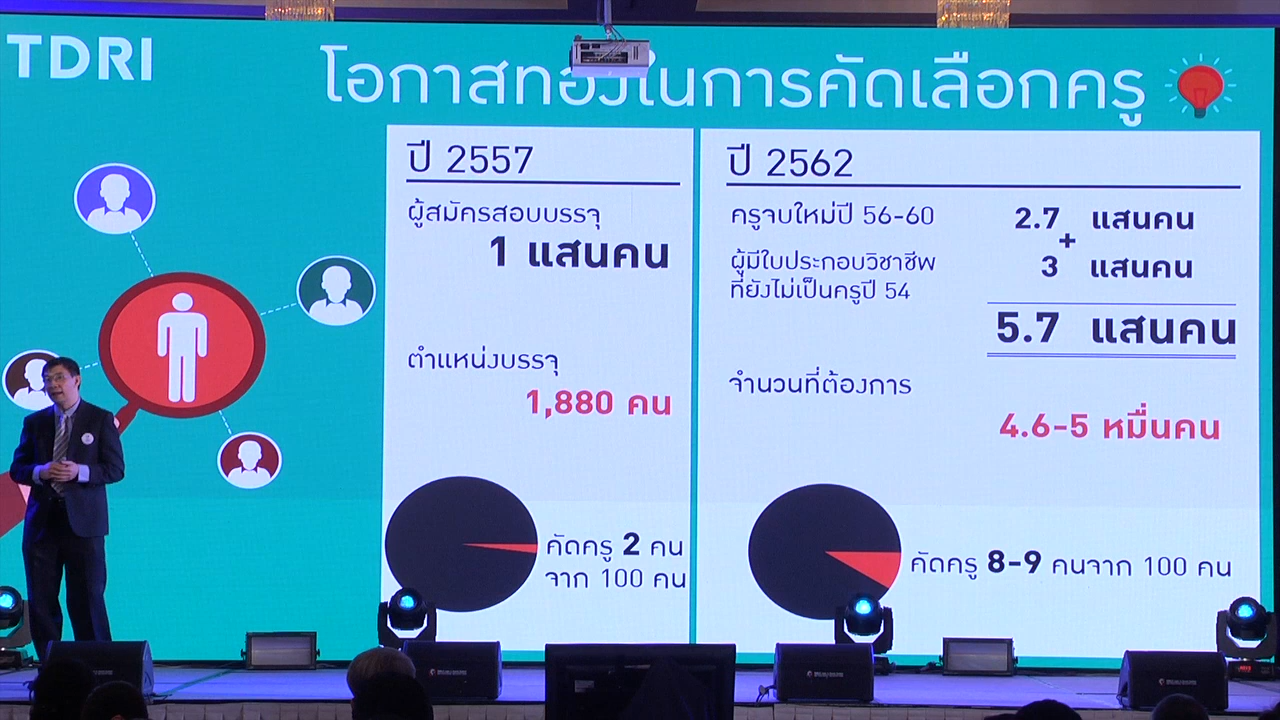 TDRI
โอกาสทองในการคัดเลือกครู
ปี 2557
ผู้สมัครสอบบรรจุ
1 แสนคน
ตำแหน่งบรรจุ
1,880 คน
คัดครู 2 คน
จาก 100 คน
ปี 2562
ครูจบใหม่ปี 56-60
2.7 แสนคน
+
ผู้มีใบประกอบวิชาชีพ
ที่ยังไม่เป็นครูปี 54
3 แสนคน
5.7 แสนคน
จำนวนที่ต้องการ
4.6-5 หมื่นคน
คัดครู 8-9 คนจาก 100 คน